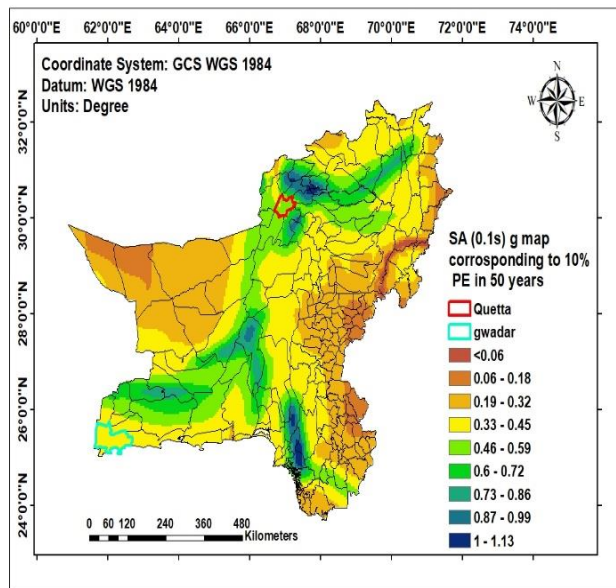 60°0'0"E 62°0'0"E 64°0'0"E 66°0'0"E 68°0'0"E 70°0'0"E 72°0'0"E 74°0'0"E
Coordinate System: GCS WGS 1984
Datum: WGS 1984
Units: Degree
N
W E
S
32°0'0"N
30°0'0"N
28°0'0"N
26°0'0"N
24°0'0"N
SA (0.1s) g map
corrosponding to 10%
PE in 50 years
Quetta
gwadar
<0.06
0.06 - 0.18
0.19 - 0.32
0.33 - 0.45
0.46 - 0.59
0.6 - 0.72
0.73 - 0.86
0.87 - 0.99
1 - 1.13
0 60 120 240 360 480
Kilometers